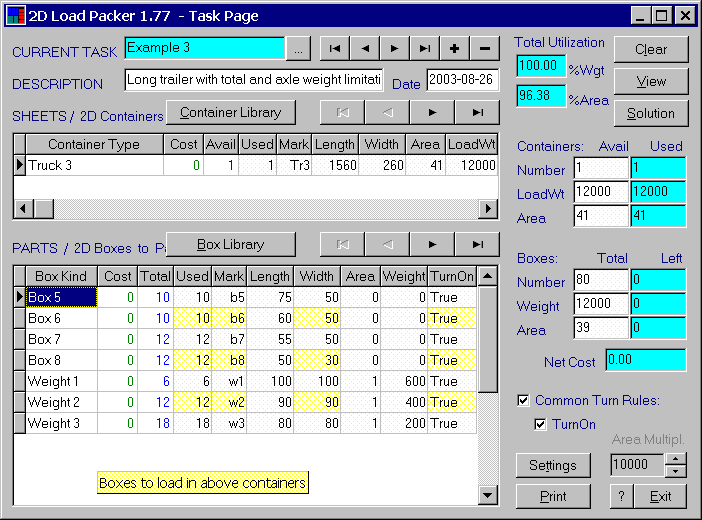 2D Load Packer 1.77 - Task Page
CURRENT TASK Example 3 ...
DESCRIPTION Long trailer with total and axle weight limitati Date 2003-08-26
SHEETS / 2D Containers Container Library
Container Type Cost Avail Used Mark Length Width Area LoadWt
Truck 3 0 1 1 Tr3 1560 260 41 12000
PARTS / 2D Boxes to Pa Box Library
Box Kind Cost Total Used Mark Length Width Area Weight TurnOn
Box 5 0 10 10 b5 75 50 0 0 True
Box 6 0 10 10 b6 60 50 0 0 True
Box 7 0 12 12 b7 55 50 0 0 True
Box 8 0 12 12 b8 50 30 0 0 True
Weight 1 0 6 6 w1 100 100 1 600 True
Weight 2 0 12 12 w2 90 90 1 400 True
Weight 3 0 18 18 w3 80 80 1 200 True
Boxes to load in above containers
Total Utilization
100.00 %Wgt
96.38 %Area
Clear
View
Solution
Containers: Avail Used
Number 1 1
LoadWt 12000 12000
Area 41 41
Boxes: Total Left
Number 80 0
Weight 12000 0
Area 39 0
Net Cost 0.00
Common Turn Rules:
TurnOn
Area Multipl.
Settings 10000
Print ? Exit